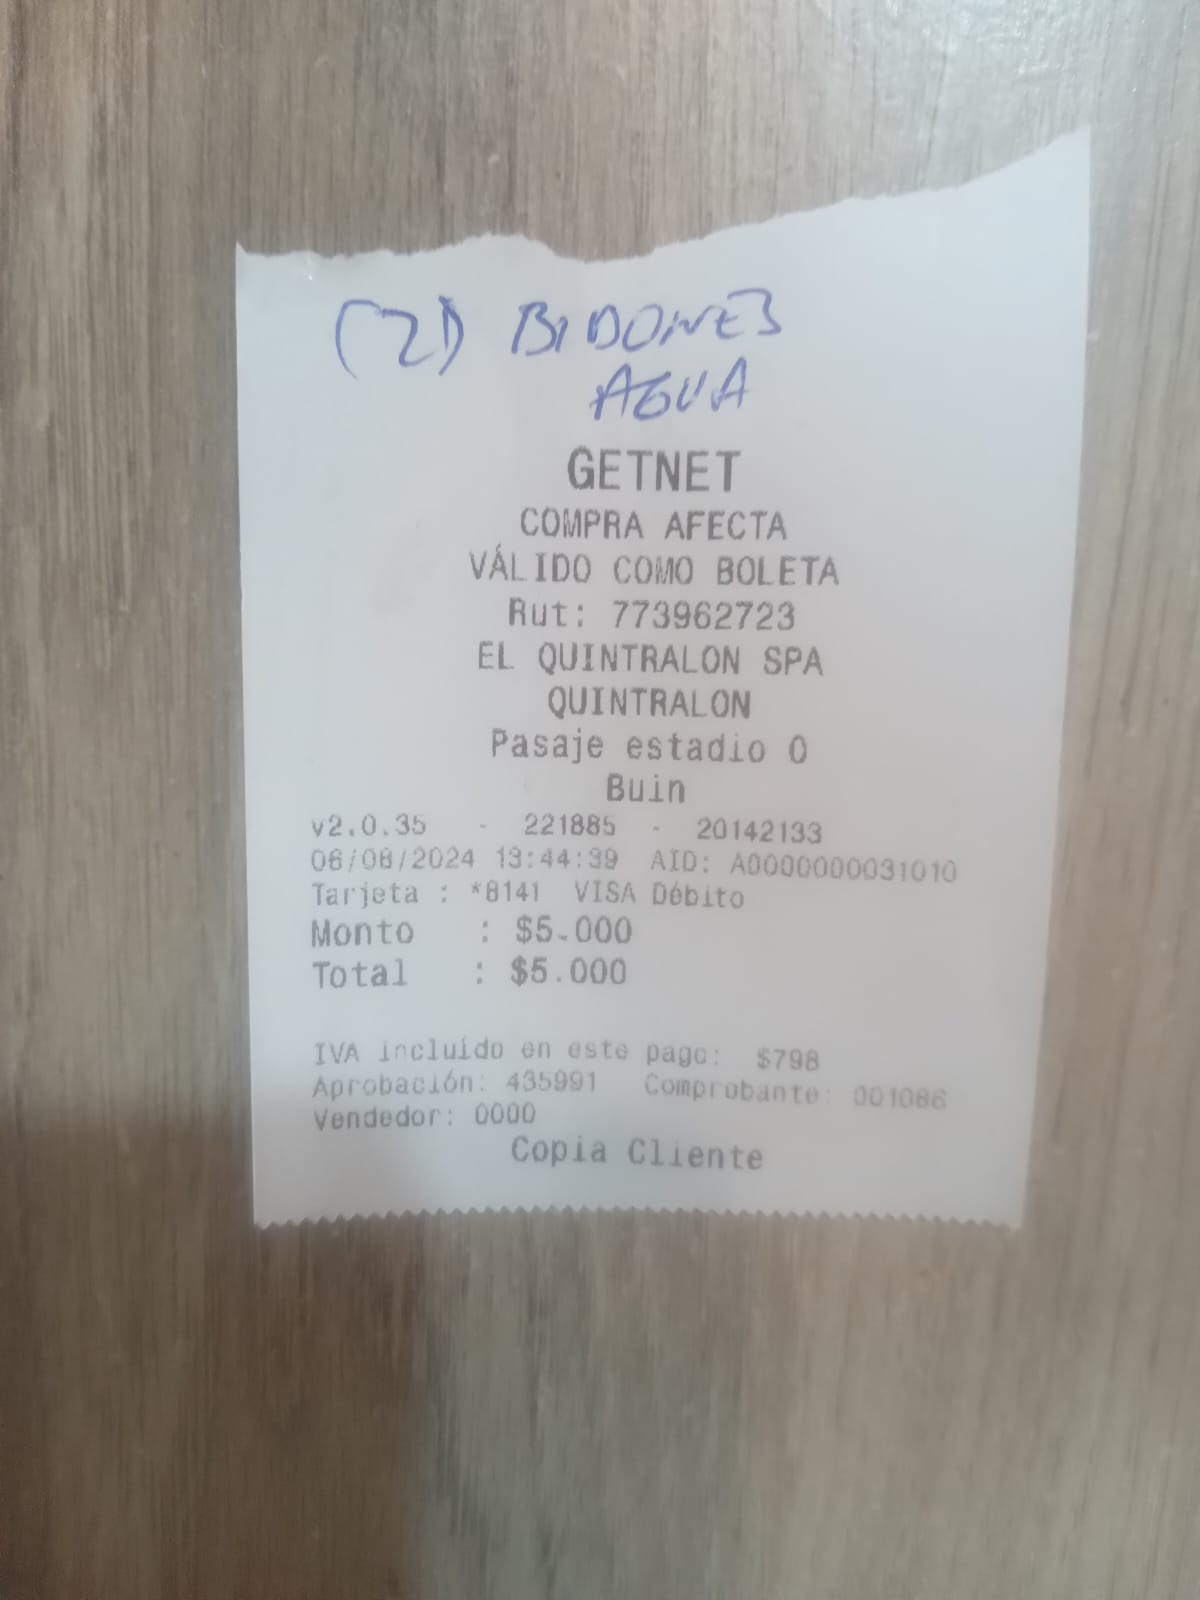 (2) BIDONES
AGUA
GETNET
COMPRA AFECTA
VÁLIDO COMO BOLETA
Rut: 773962723
EL QUINTRALON SPA
QUINTRALON
Pasaje estadio 0
Buin
v2.0.35 - 221885 - 20142133
06/08/2024 13:44:39 AID: A0000000031010
Tarjeta : *8141 VISA Débito
Monto : $5.000
Total : $5.000
IVA incluído en este pago: $798
Aprobación: 435991 Comprobante: 001086
Vendedor: 0000
Copia Cliente